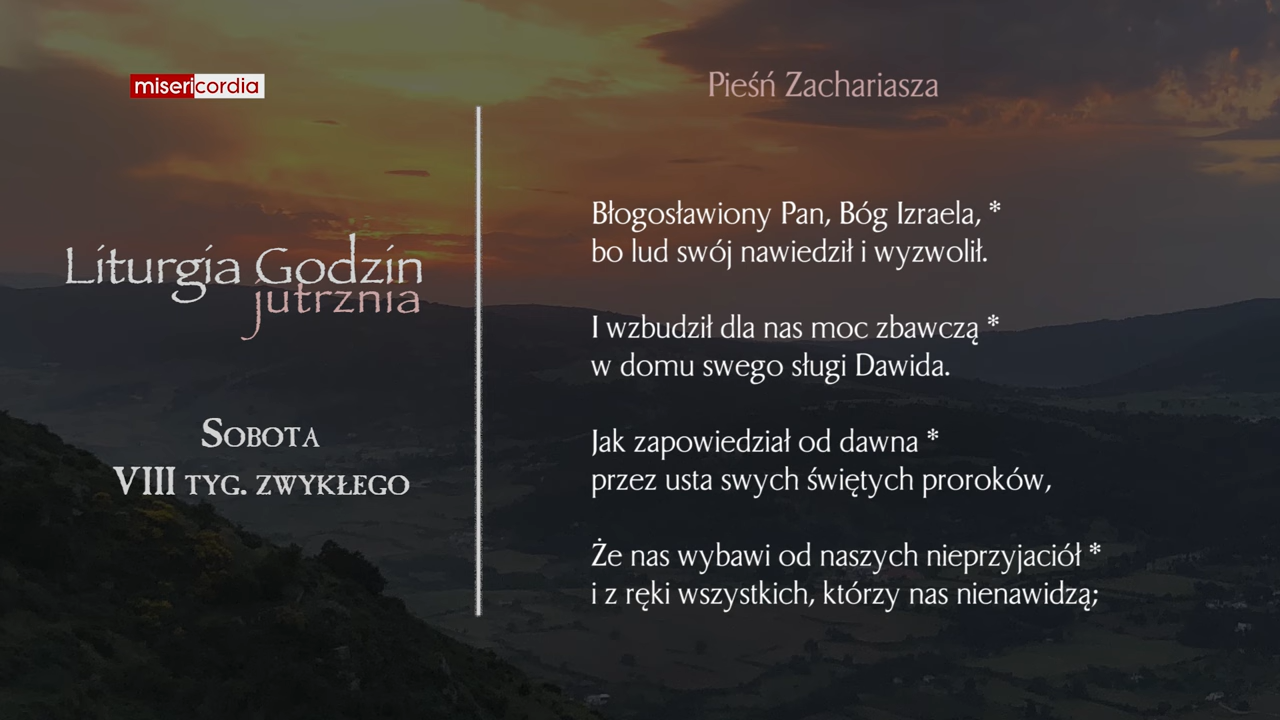 misericordia
Liturgia Godzin
jutrznia
Sobota
VIII tyg. zwykłego
Pieśń Zachariasza
Błogosławiony Pan, Bóg Izraela, *
bo lud swój nawiedził i wyzwolił.
I wzbudził dla nas moc zbawczą *
w domu swego sługi Dawida.
Jak zapowiedział od dawna *
przez usta swych świętych proroków,
Że nas wybawi od naszych nieprzyjaciół *
i z ręki wszystkich, którzy nas nienawidzą;